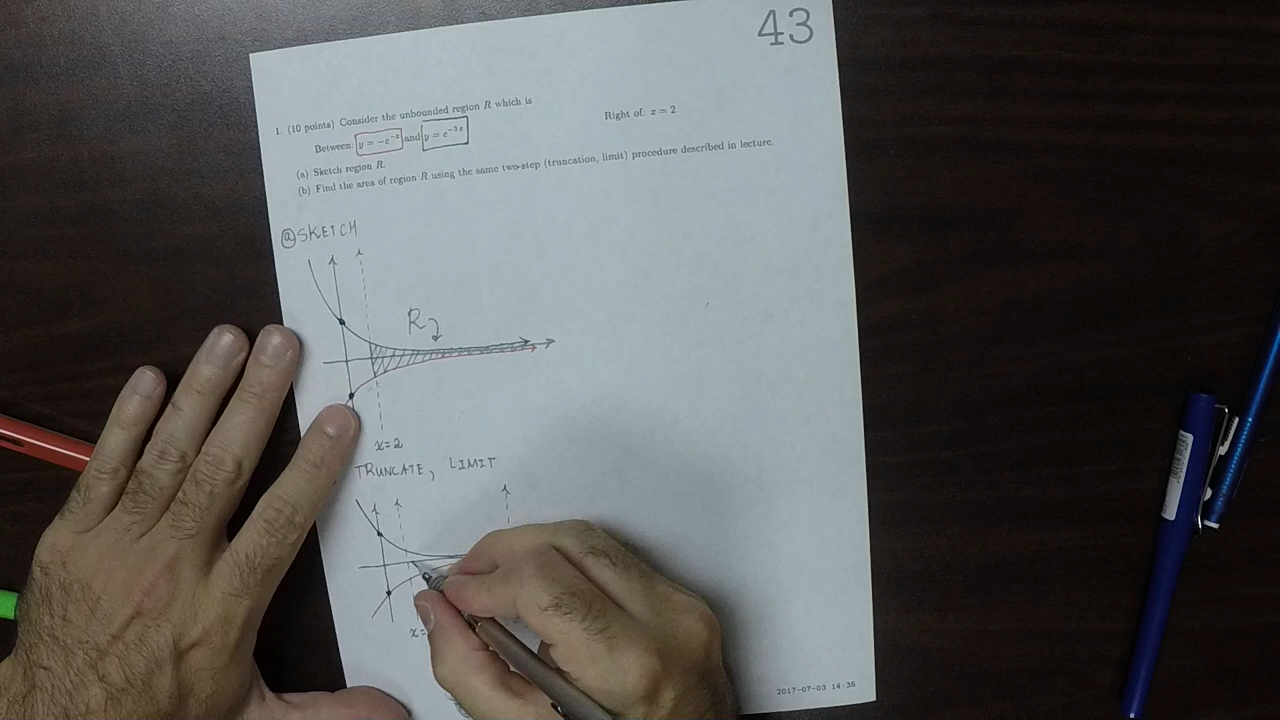 43
1. (10 points) Consider the unbounded region R which is
Between: y = −e^{−x} and y = e^{−3x}
Right of: x = 2
(a) Sketch region R.
(b) Find the area of region R using the same two-step (truncation, limit) procedure described in lecture.
ⓐ SKETCH
R
x=2
TRUNCATE, LIMIT
x=
2017-07-03 14:36